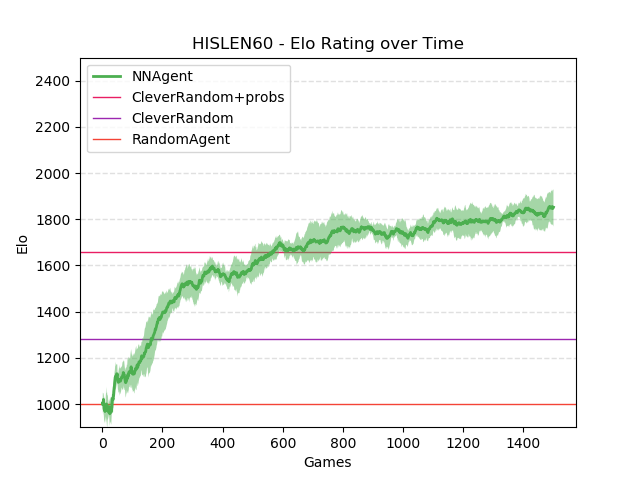 HISLEN60 - Elo Rating over Time
NNAgent
CleverRandom+probs
CleverRandom
RandomAgent
2400
2200
2000
1800
1600
1400
1200
1000
Elo
0 200 400 600 800 1000 1200 1400
Games